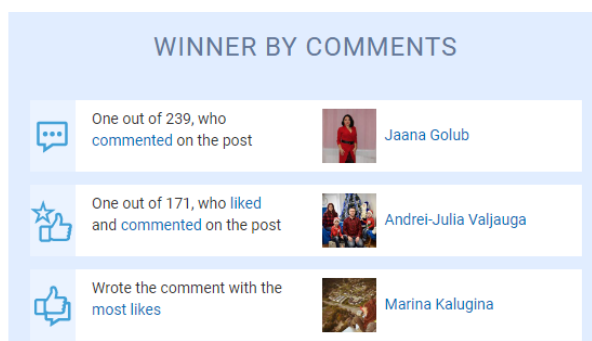 WINNER BY COMMENTS
One out of 239, who
commented on the post
Jaana Golub
One out of 171, who liked
and commented on the post
Andrei-Julia Valjauga
Wrote the comment with the
most likes
Marina Kalugina